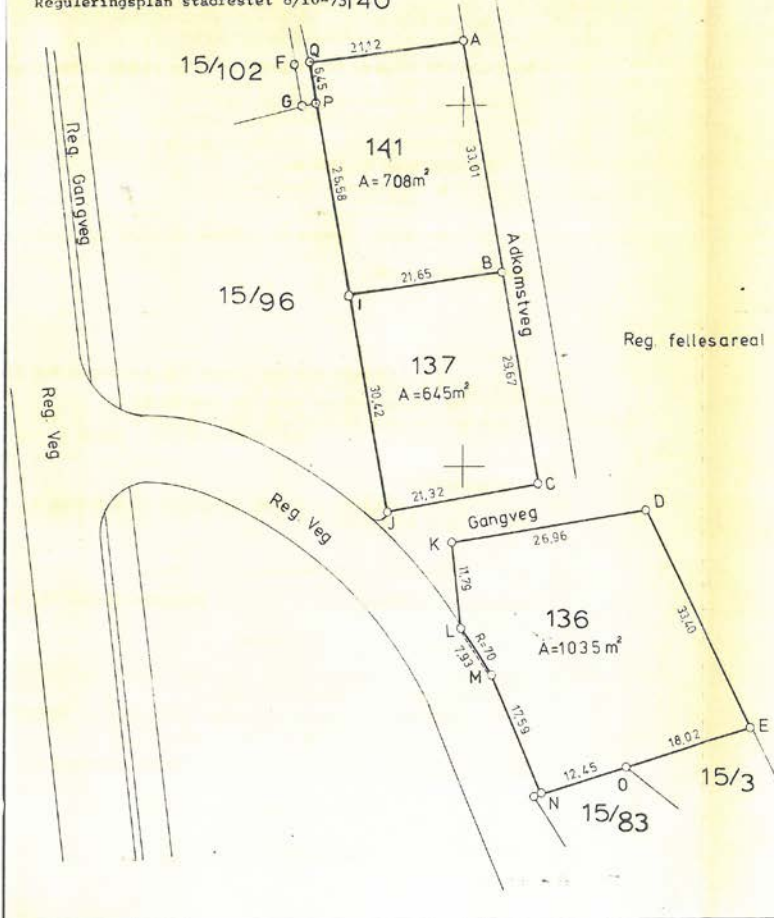 Reguleringsplan stadfestet 8/10-75 140
A
21,12
Q
15/102
F
6,45
G
P
141
A = 708m²
33,01
25,58
Reg. Gangveg
Adkomstveg
B
21,65
I
15/96
Reg. fellesareal
137
A = 645m²
29,67
30,42
Reg. Veg
C
21,32
J
Reg. Veg
Gangveg
D
K
26,96
11,79
136
A=1035 m²
33,40
L
R=70
7,93
M
17,59
E
18,02
12,45
O
15/3
N
15/83